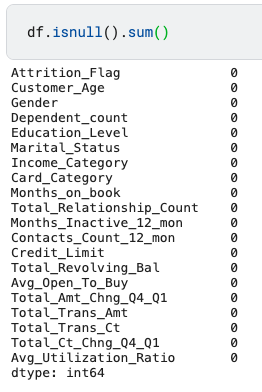 df.isnull().sum()
Attrition_Flag 0
Customer_Age 0
Gender 0
Dependent_count 0
Education_Level 0
Marital_Status 0
Income_Category 0
Card_Category 0
Months_on_book 0
Total_Relationship_Count 0
Months_Inactive_12_mon 0
Contacts_Count_12_mon 0
Credit_Limit 0
Total_Revolving_Bal 0
Avg_Open_To_Buy 0
Total_Amt_Chng_Q4_Q1 0
Total_Trans_Amt 0
Total_Trans_Ct 0
Total_Ct_Chng_Q4_Q1 0
Avg_Utilization_Ratio 0
dtype: int64